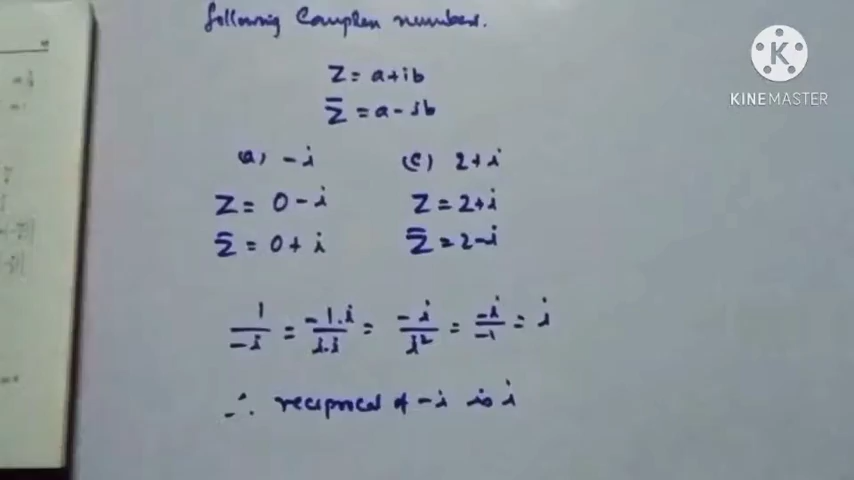 following Complex numbers.
K
KINEMASTER
Z = a+ib
Z̄ = a-ib
(a) -i (c) 2+i
Z = 0-i Z = 2+i
Z̄ = 0+i Z̄ = 2-i
1/-i = -1.i/i.i = -i/i² = -i/-1 = i
∴ reciprocal of -i is i